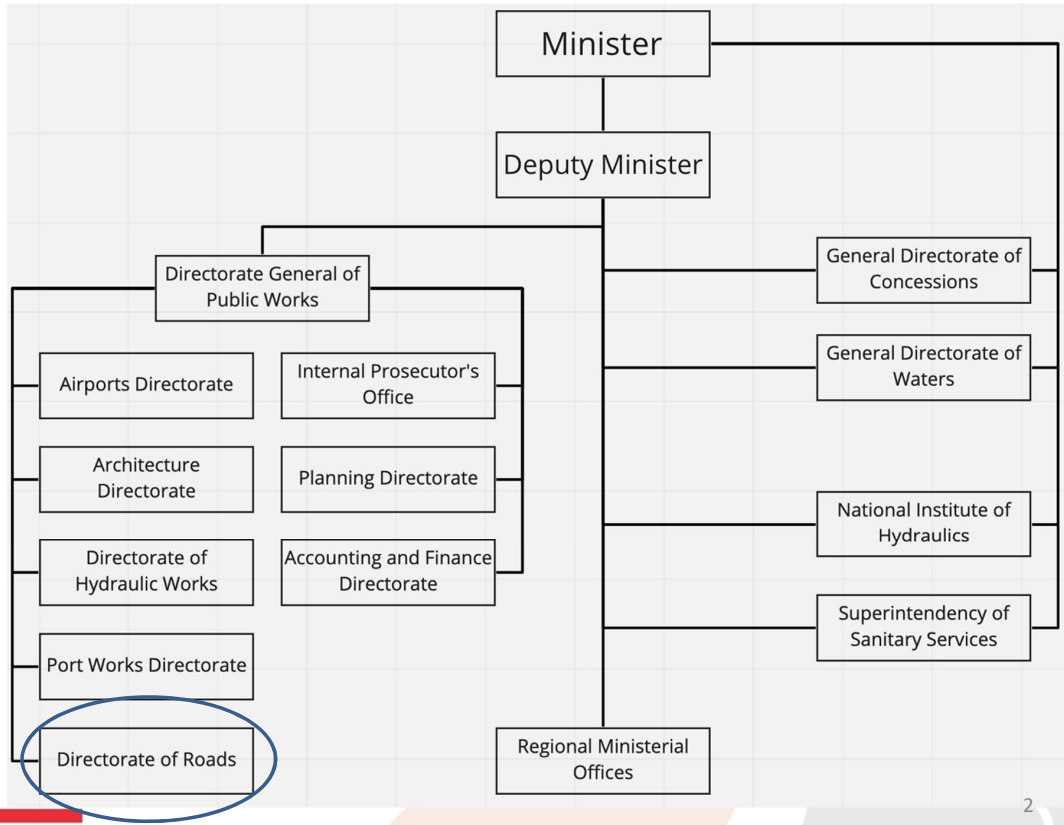 Minister
Deputy Minister
Directorate General of
Public Works
General Directorate of
Concessions
General Directorate of
Waters
Airports Directorate
Internal Prosecutor's
Office
Architecture
Directorate
Planning Directorate
Directorate of
Hydraulic Works
Accounting and Finance
Directorate
National Institute of
Hydraulics
Port Works Directorate
Superintendency of
Sanitary Services
Directorate of Roads
Regional Ministerial
Offices
2